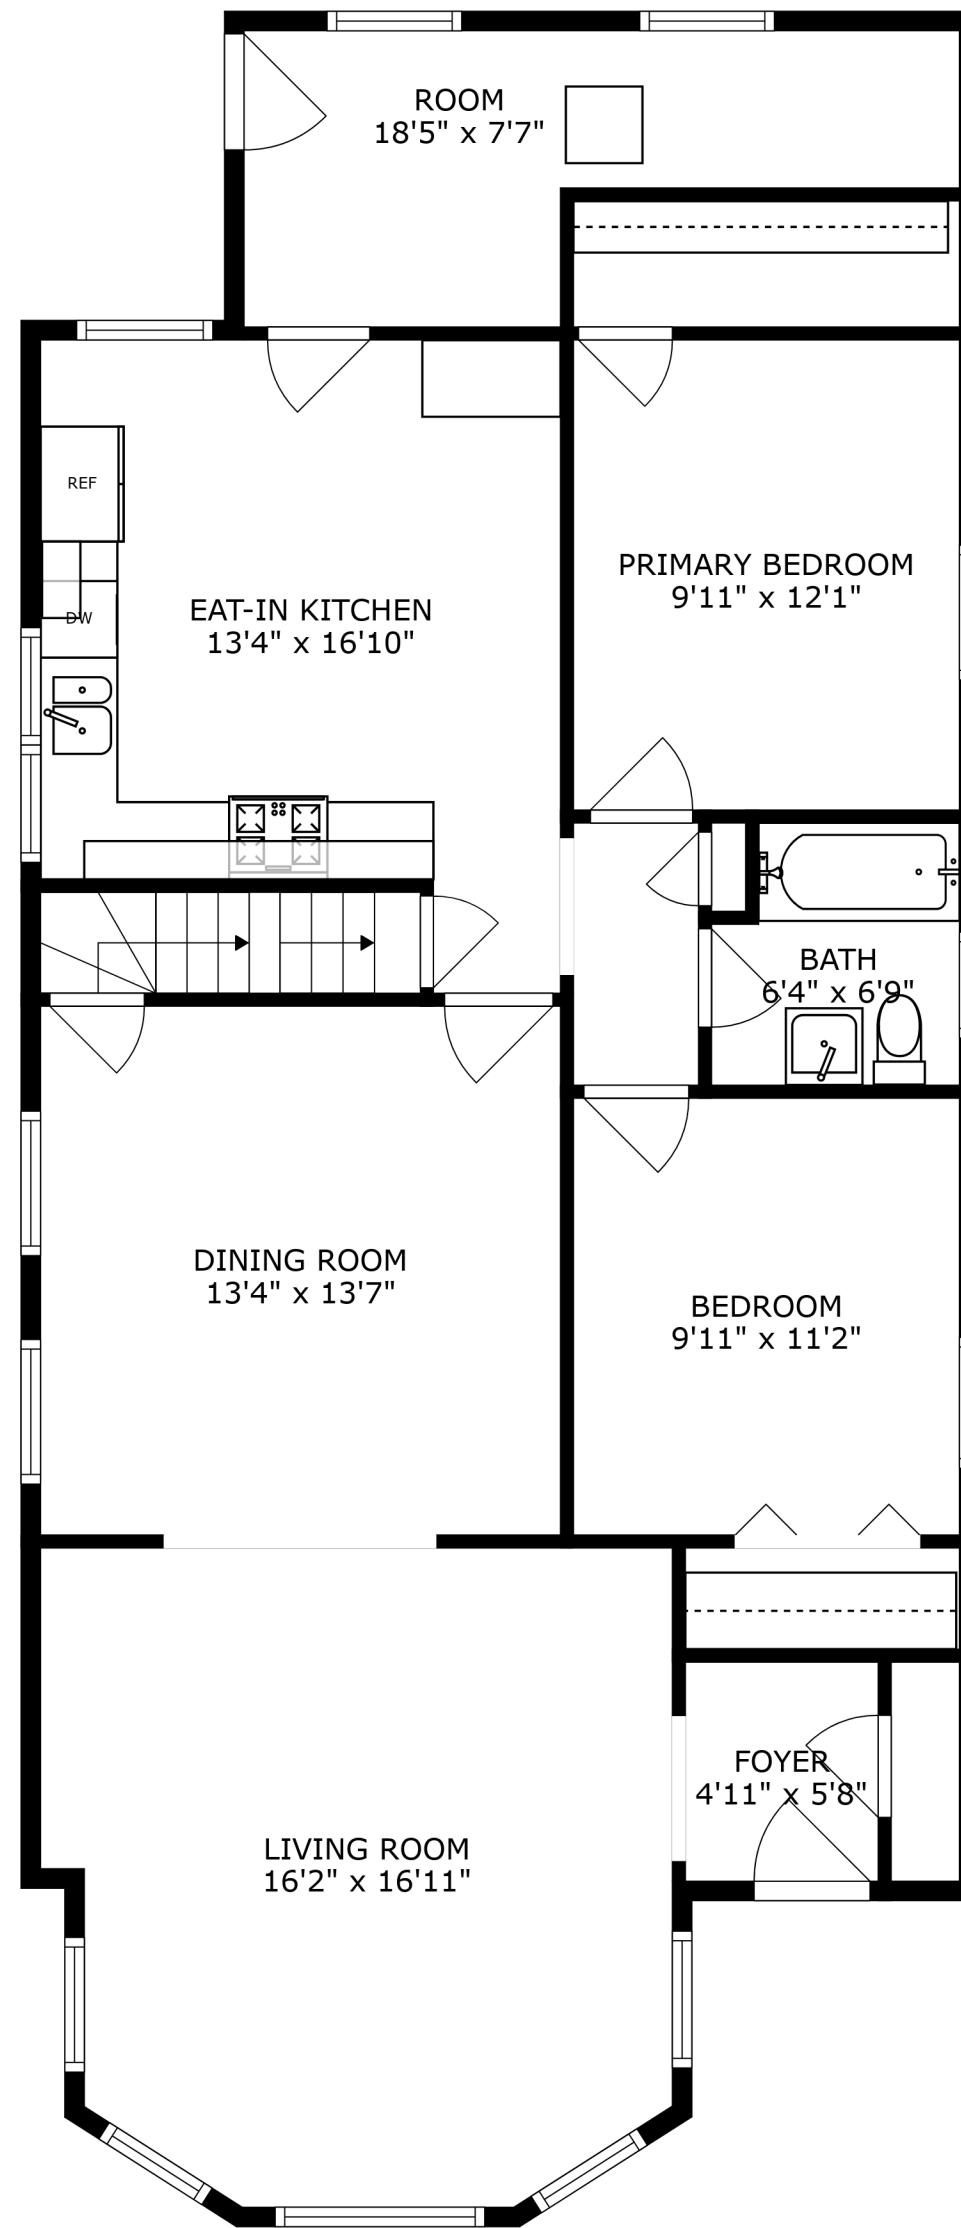 ROOM
18'5" x 7'7"
REF
PRIMARY BEDROOM
9'11" x 12'1"
EAT-IN KITCHEN
13'4" x 16'10"
DW
BATH
6'4" x 6'9"
DINING ROOM
13'4" x 13'7"
BEDROOM
9'11" x 11'2"
FOYER
4'11" x 5'8"
LIVING ROOM
16'2" x 16'11"